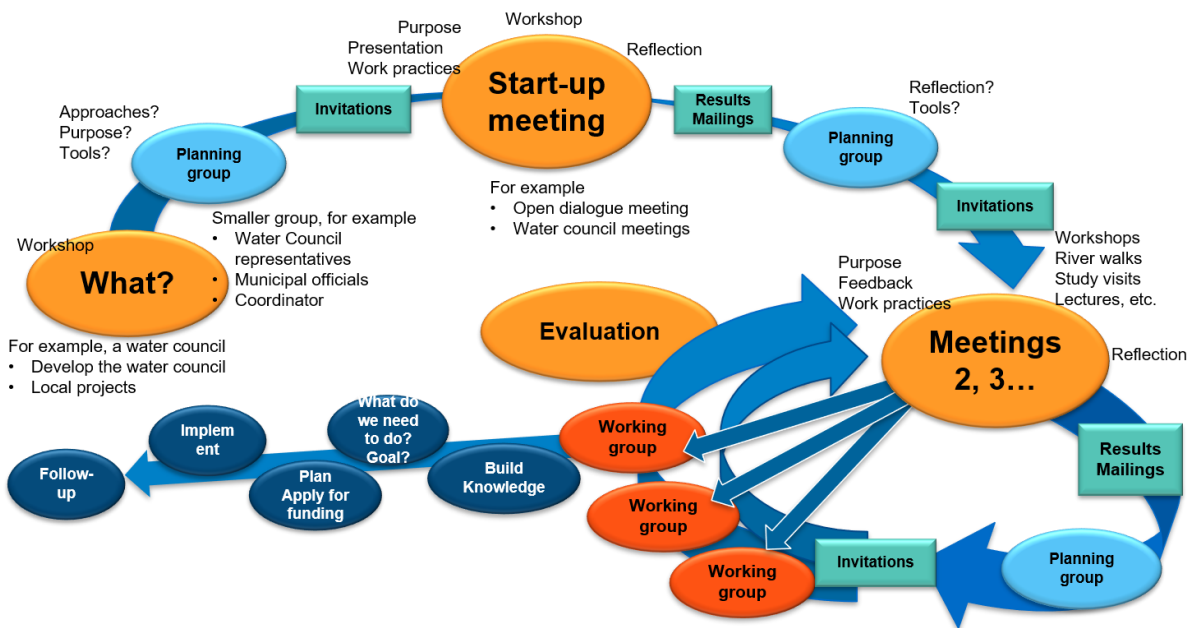 Workshop
Purpose
Presentation
Work practices
Reflection
Start-up
meeting
Invitations
Results
Mailings
Approaches?
Purpose?
Tools?
Planning
group
Reflection?
Tools?
Planning
group
Invitations
For example
• Open dialogue meeting
• Water council meetings
Smaller group, for example
• Water Council
representatives
• Municipal officials
• Coordinator
Workshop
What?
For example, a water council
• Develop the water council
• Local projects
Workshops
River walks
Study visits
Lectures, etc.
Purpose
Feedback
Work practices
Evaluation
Meetings
2, 3...
Reflection
Results
Mailings
Planning
group
Invitations
Working
group
Working
group
Working
group
Build
Knowledge
What do
we need
to do?
Goal?
Plan
Apply for
funding
Implem
ent
Follow-
up